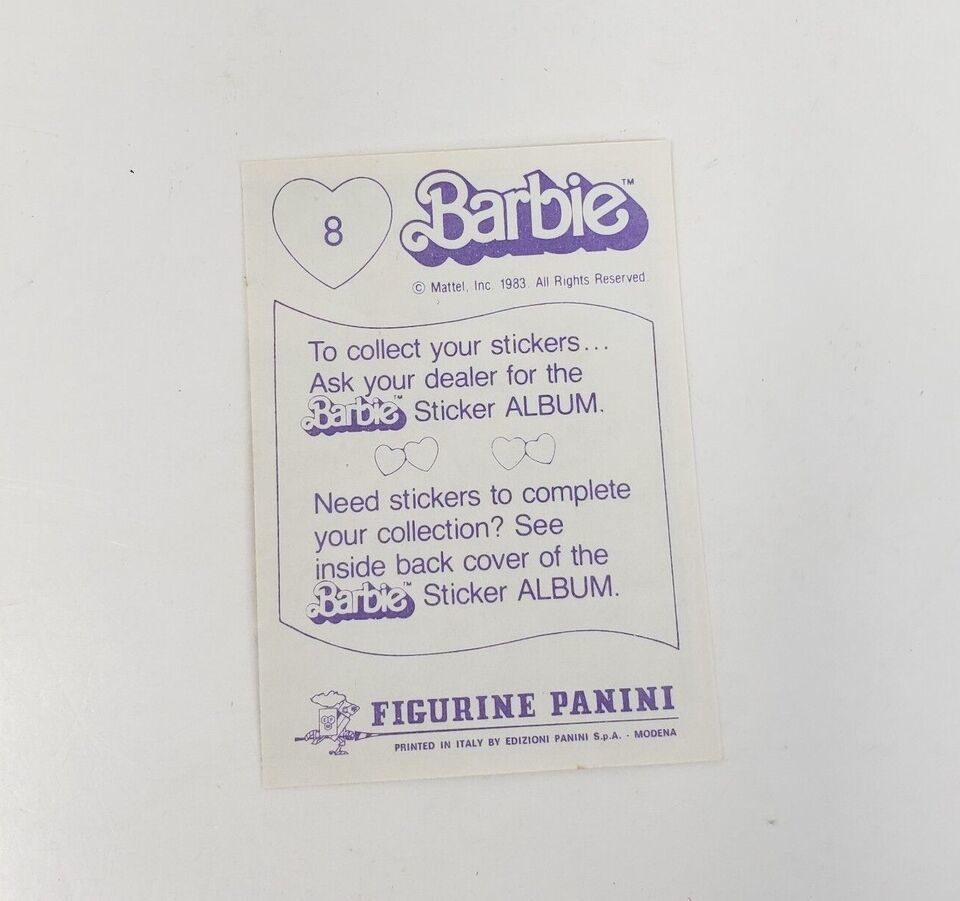 8
Barbie™
© Mattel, Inc. 1983. All Rights Reserved.
To collect your stickers...
Ask your dealer for the
Barbie™ Sticker ALBUM.
Need stickers to complete
your collection? See
inside back cover of the
Barbie™ Sticker ALBUM.
FIGURINE PANINI
PRINTED IN ITALY BY EDIZIONI PANINI S.p.A. - MODENA